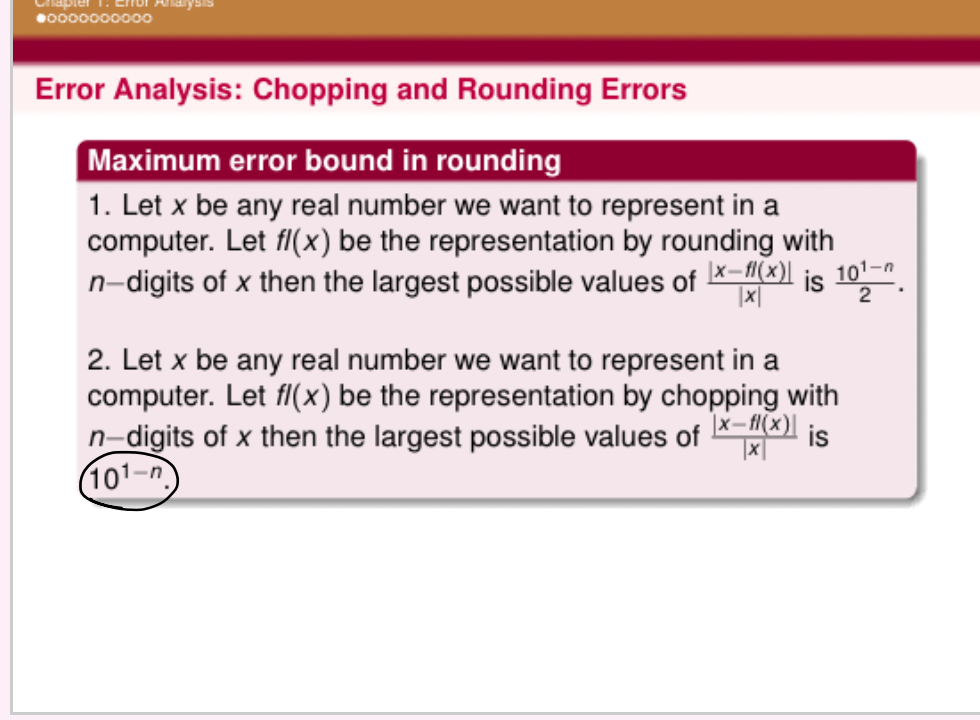 Chapter 1: Error Analysis
Error Analysis: Chopping and Rounding Errors
Maximum error bound in rounding
1. Let x be any real number we want to represent in a
computer. Let fl(x) be the representation by rounding with
n−digits of x then the largest possible values of |x−fl(x)|/|x| is 10^{1−n}/2.
2. Let x be any real number we want to represent in a
computer. Let fl(x) be the representation by chopping with
n−digits of x then the largest possible values of |x−fl(x)|/|x| is
10^{1−n}.